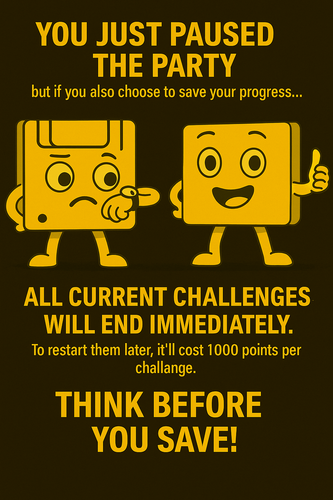 YOU JUST PAUSED
THE PARTY
but if you also choose to save your progress...
ALL CURRENT CHALLENGES
WILL END IMMEDIATELY.
To restart them later, it'll cost 1000 points per
challange.
THINK BEFORE
YOU SAVE!